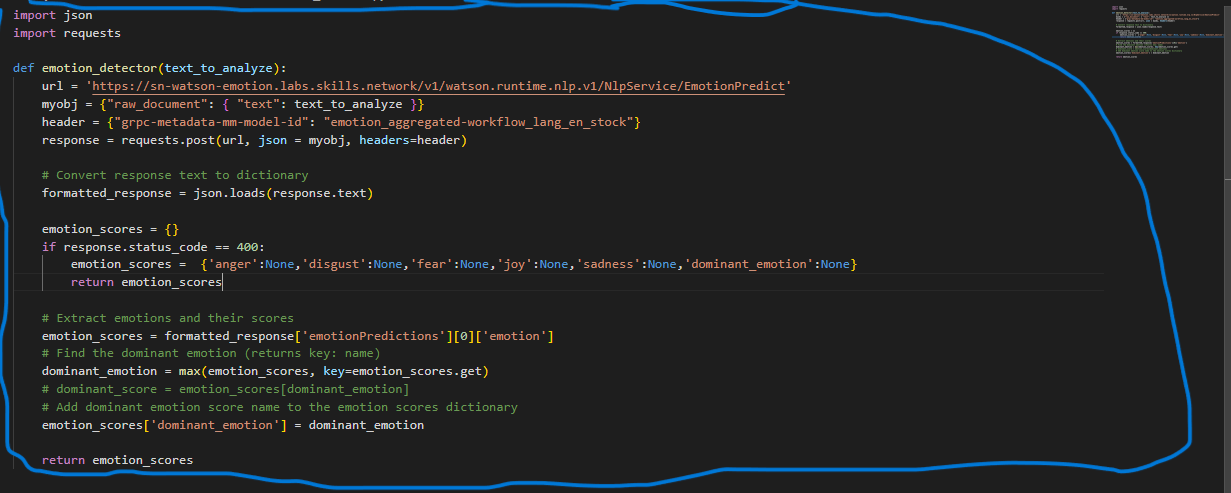 import json
import requests
def emotion_detector(text_to_analyze):
    url = 'https://sn-watson-emotion.labs.skills.network/v1/watson.runtime.nlp.v1/NlpService/EmotionPredict'
    myobj = {"raw_document": { "text": text_to_analyze }}
    header = {"grpc-metadata-mm-model-id": "emotion_aggregated-workflow_lang_en_stock"}
    response = requests.post(url, json = myobj, headers=header)
    # Convert response text to dictionary
    formatted_response = json.loads(response.text)
    emotion_scores = {}
    if response.status_code == 400:
        emotion_scores =  {'anger':None,'disgust':None,'fear':None,'joy':None,'sadness':None,'dominant_emotion':None}
        return emotion_scores
    # Extract emotions and their scores
    emotion_scores = formatted_response['emotionPredictions'][0]['emotion']
    # Find the dominant emotion (returns key: name)
    dominant_emotion = max(emotion_scores, key=emotion_scores.get)
    # dominant_score = emotion_scores[dominant_emotion]
    # Add dominant emotion score name to the emotion scores dictionary
    emotion_scores['dominant_emotion'] = dominant_emotion
    return emotion_scores